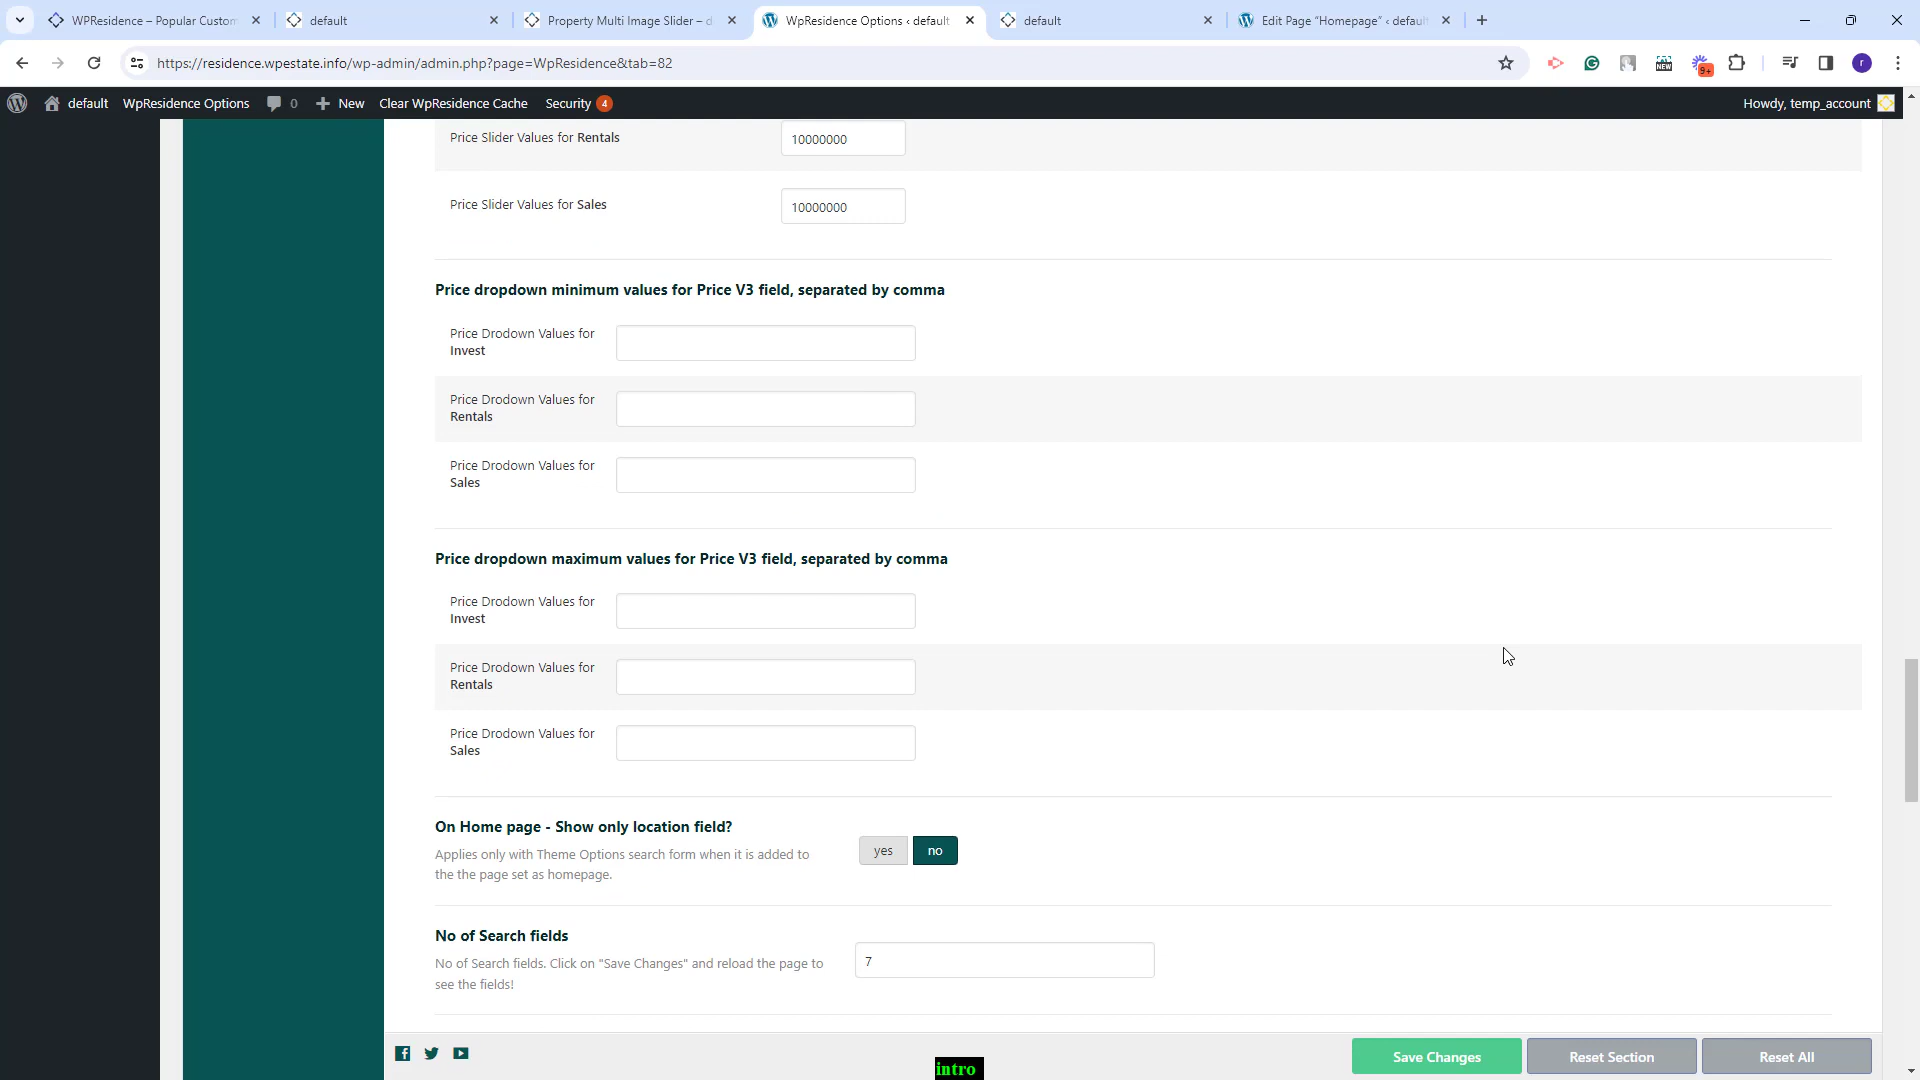 WPResidence – Popular Custom
default
Property Multi Image Slider – d
WpResidence Options ‹ default
default
Edit Page “Homepage” ‹ defaul
https://residence.wpestate.info/wp-admin/admin.php?page=WpResidence&tab=82
NEW
9+
r
default
WpResidence Options
0
New
Clear WpResidence Cache
Security 4
Howdy, temp_account
Price Slider Values for Rentals
10000000
Price Slider Values for Sales
10000000
Price dropdown minimum values for Price V3 field, separated by comma
Price Drodown Values for
Invest
Price Drodown Values for
Rentals
Price Drodown Values for
Sales
Price dropdown maximum values for Price V3 field, separated by comma
Price Drodown Values for
Invest
Price Drodown Values for
Rentals
Price Drodown Values for
Sales
On Home page - Show only location field?
Applies only with Theme Options search form when it is added to
the the page set as homepage.
yes
no
No of Search fields
No of Search fields. Click on "Save Changes" and reload the page to
see the fields!
7
intro
Save Changes
Reset Section
Reset All